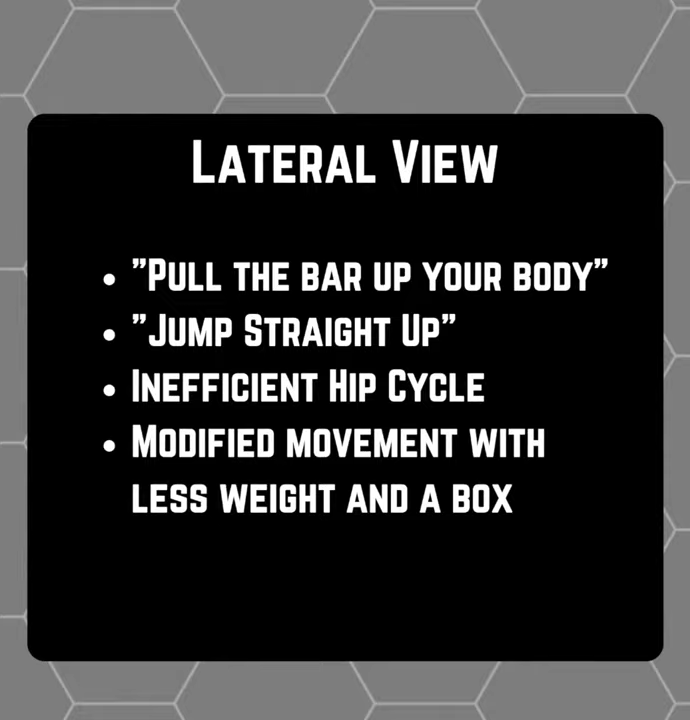 Lateral View
• "Pull the bar up your body"
• "Jump Straight Up"
• Inefficient Hip Cycle
• Modified movement with
less weight and a box